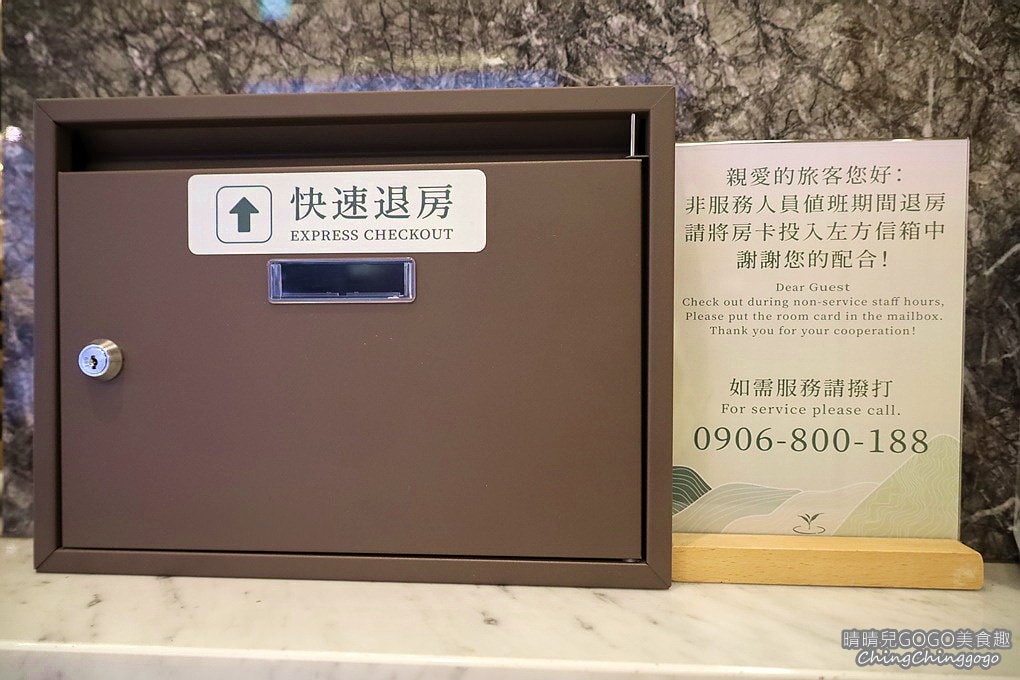 快速退房
EXPRESS CHECKOUT
親愛的旅客您好：
非服務人員值班期間退房
請將房卡投入左方信箱中
謝謝您的配合！
Dear Guest
Check out during non-service staff hours,
Please put the room card in the mailbox.
Thank you for your cooperation!
如需服務請撥打
For service please call.
0906-800-188
晴晴兒GOGO美食趣
ChingChinggogo